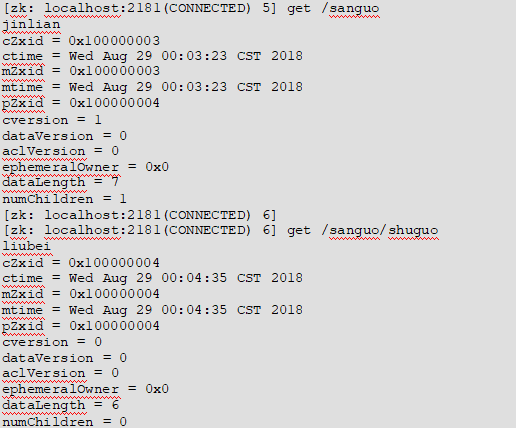 [zk: localhost:2181(CONNECTED) 5] get /sanguo
jinlian
cZxid = 0x100000003
ctime = Wed Aug 29 00:03:23 CST 2018
mZxid = 0x100000003
mtime = Wed Aug 29 00:03:23 CST 2018
pZxid = 0x100000004
cversion = 1
dataVersion = 0
aclVersion = 0
ephemeralOwner = 0x0
dataLength = 7
numChildren = 1
[zk: localhost:2181(CONNECTED) 6]
[zk: localhost:2181(CONNECTED) 6] get /sanguo/shuguo
liubei
cZxid = 0x100000004
ctime = Wed Aug 29 00:04:35 CST 2018
mZxid = 0x100000004
mtime = Wed Aug 29 00:04:35 CST 2018
pZxid = 0x100000004
cversion = 0
dataVersion = 0
aclVersion = 0
ephemeralOwner = 0x0
dataLength = 6
numChildren = 0